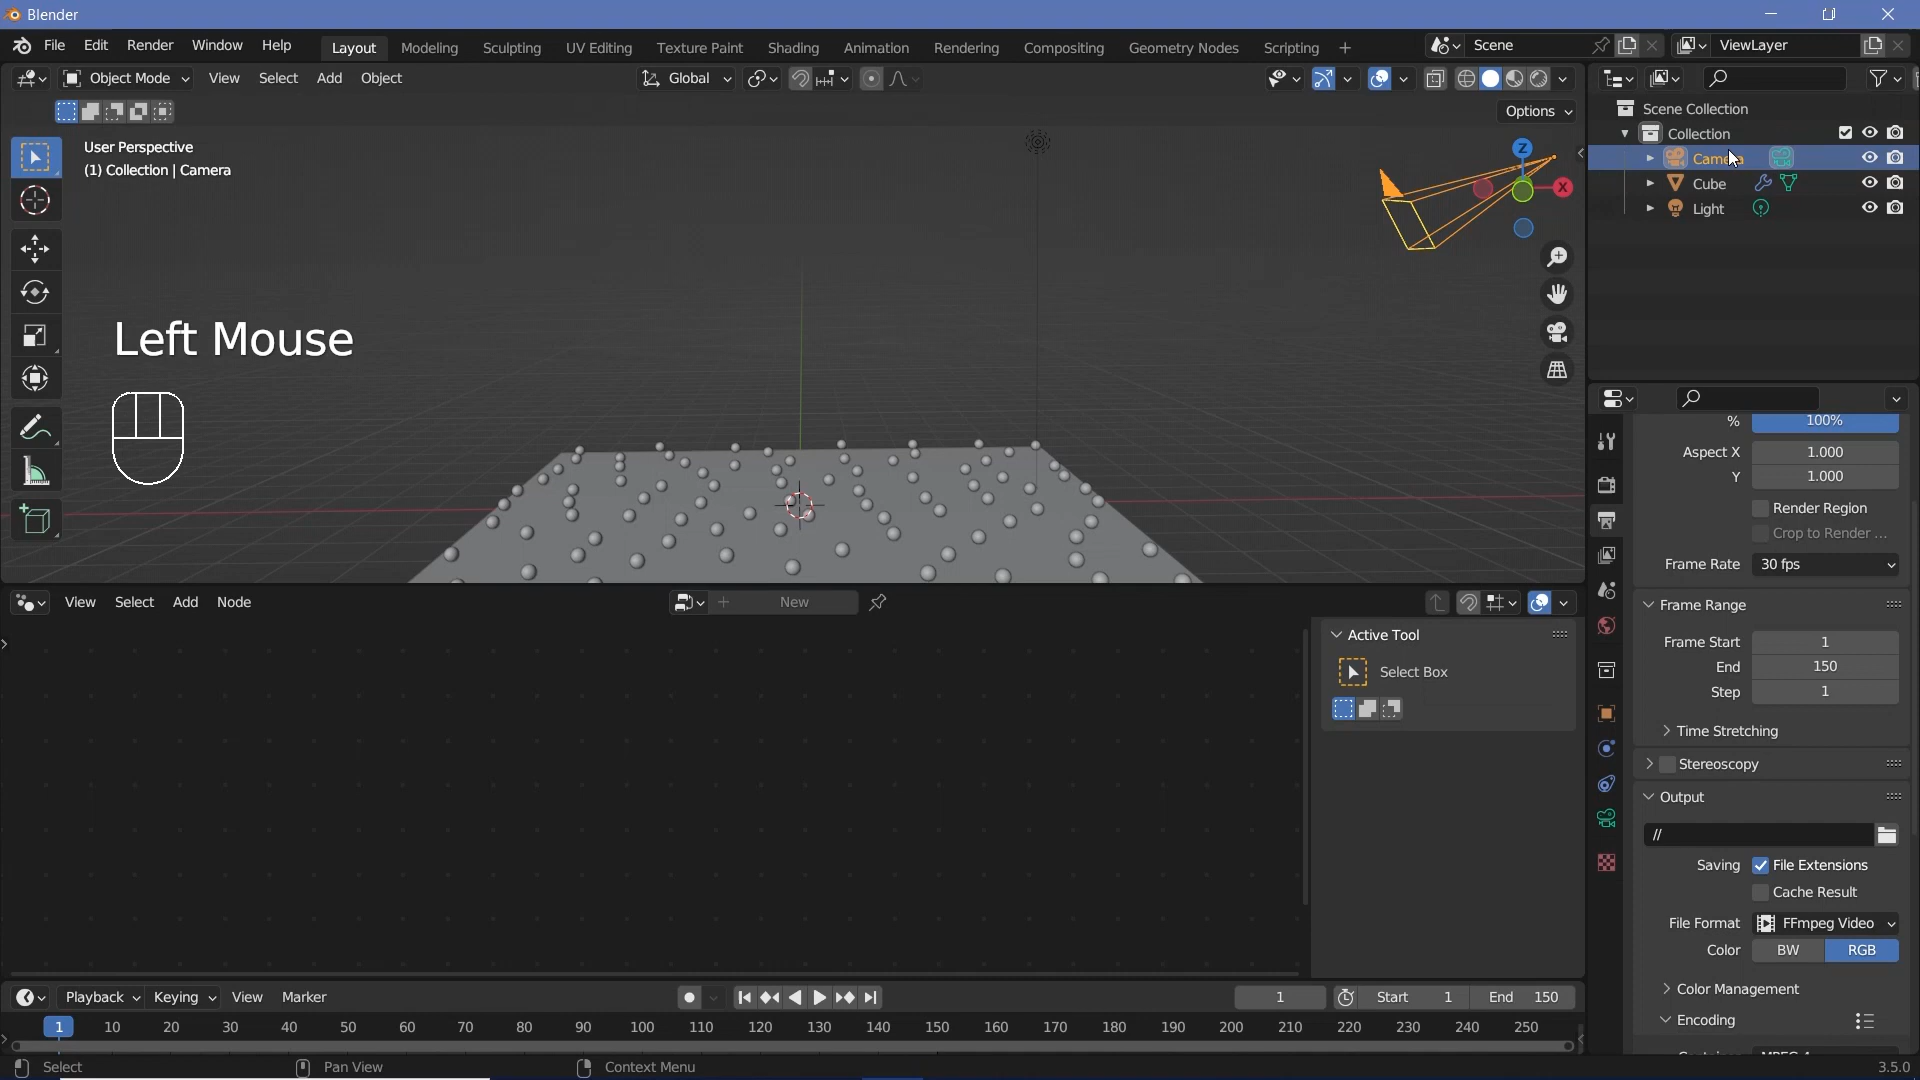 Blender
File Edit Render Window Help Layout Modeling Sculpting UV Editing Texture Paint Shading Animation Rendering Compositing Geometry Nodes Scripting + Scene ViewLayer
Object Mode View Select Add Object Global
Options
User Perspective
(1) Collection | Camera
Scene Collection
Collection
Camera
Cube
Light
Z
X
Left Mouse
% 100%
Aspect X 1.000
Y 1.000
Render Region
Crop to Render ...
Frame Rate 30 fps
Frame Range
Frame Start 1
End 150
Step 1
Time Stretching
Stereoscopy
Output
//
Saving File Extensions
Cache Result
File Format FFmpeg Video
Color BW RGB
Color Management
Encoding
View Select Add Node New
Active Tool
Select Box
Playback Keying View Marker 1 Start 1 End 150
1 10 20 30 40 50 60 70 80 90 100 110 120 130 140 150 160 170 180 190 200 210 220 230 240 250
Select Pan View Context Menu 3.5.0